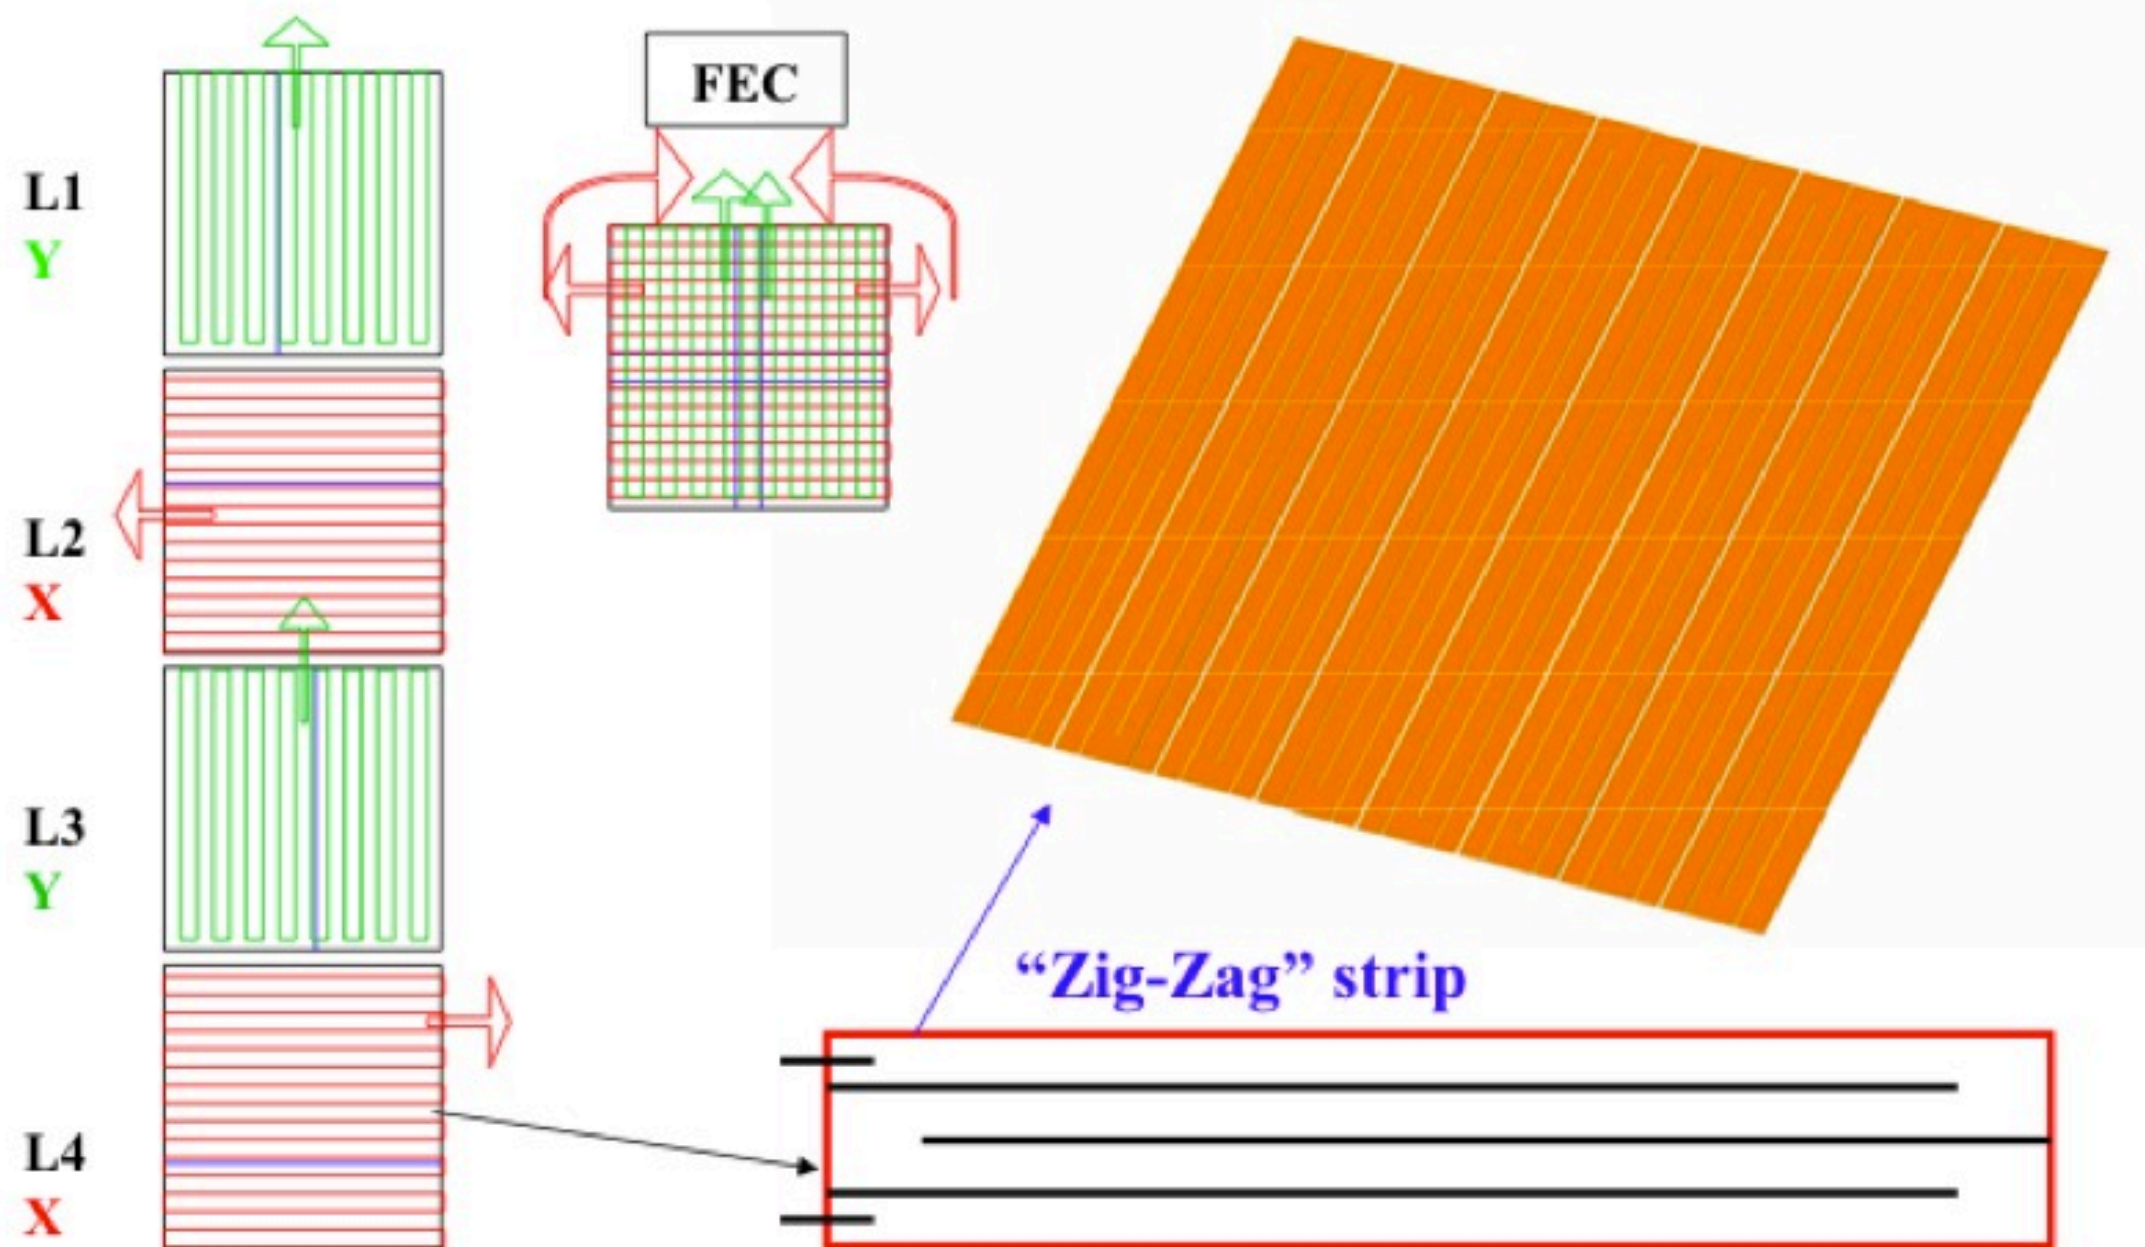 FEC
L1
Y
L2
X
L3
Y
L4
X
“Zig-Zag” strip